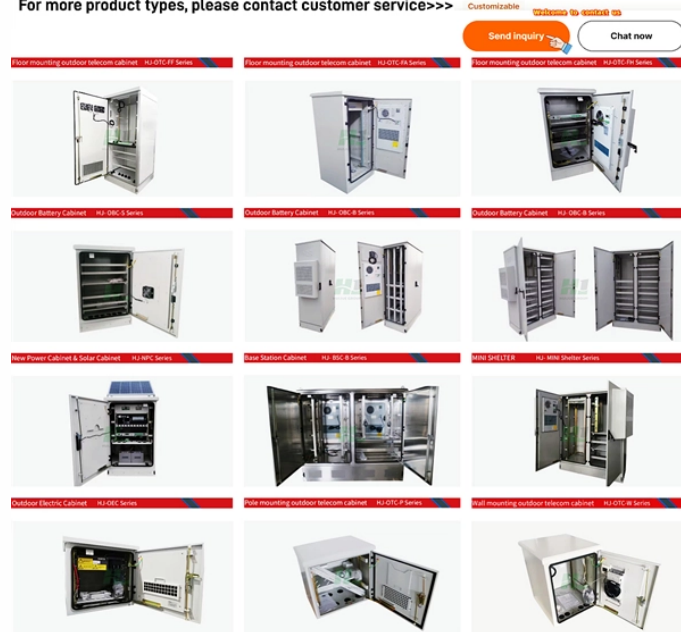 For more product types, please contact customer service>>>
Customizable
Welcome to contact us
Send inquiry
Chat now
Floor mounting outdoor telecom cabinet HJ-OTC-FF Series
Floor mounting outdoor telecom cabinet HJ-OTC-FA Series
Floor mounting outdoor telecom cabinet HJ-OTC-FH Series
Outdoor Battery Cabinet HJ- OBC-S Series
Outdoor Battery Cabinet HJ- OBC-B Series
Outdoor Battery Cabinet HJ- OBC-B Series
New Power Cabinet & Solar Cabinet HJ-NPC Series
Base Station Cabinet HJ- BSC-B Series
MINI SHELTER HJ- MINI Shelter Series
Outdoor Electric Cabinet HJ-OEC Series
Pole mounting outdoor telecom cabinet HJ-OTC-P Series
Wall mounting outdoor telecom cabinet HJ-OTC-W Series